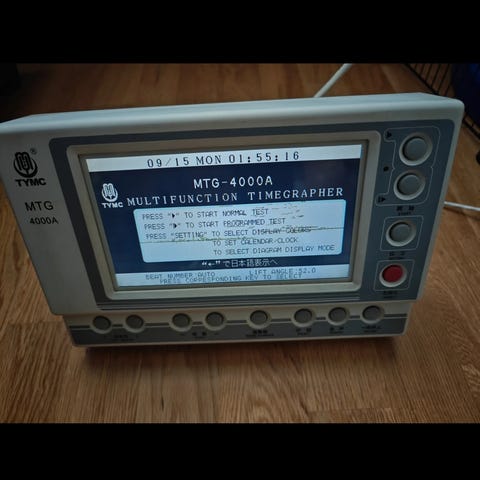 09/15 MON 01:55:16
MTG-4000A
MULTIFUNCTION TIMEGRAPHER
TYMC
PRESS "▶" TO START NORMAL TEST
PRESS "▶" TO START PROGRAMMED TEST
PRESS "SETTING" TO SELECT DISPLAY COLORS
TO SET CALENDAR/CLOCK
TO SELECT DIAGRAM DISPLAY MODE
"←"で日本語表示へ
BEAT NUMBER:AUTO LIFT ANGLE:52.0
PRESS CORRESPONDING KEY TO SELECT
®
TYMC
MTG
4000A